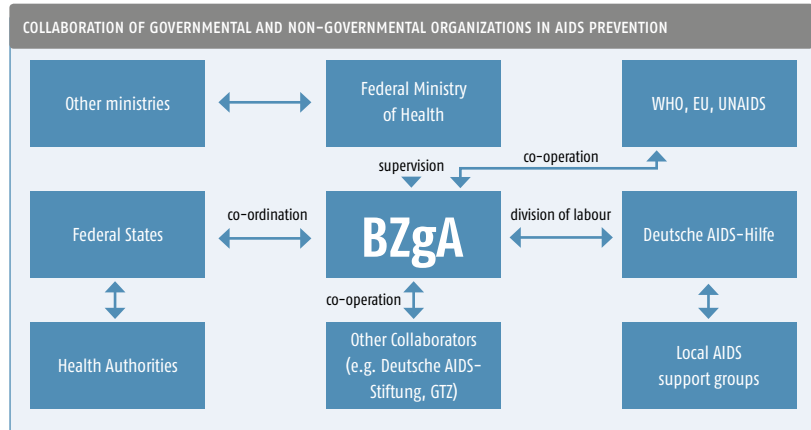 COLLABORATION OF GOVERNMENTAL AND NON-GOVERNMENTAL ORGANIZATIONS IN AIDS PREVENTION
Other ministries
Federal Ministry
of Health
WHO, EU, UNAIDS
supervision
co-operation
Federal States
co-ordination
BZgA
division of labour
Deutsche AIDS-Hilfe
co-operation
Health Authorities
Other Collaborators
(e.g. Deutsche AIDS-
Stiftung, GTZ)
Local AIDS
support groups